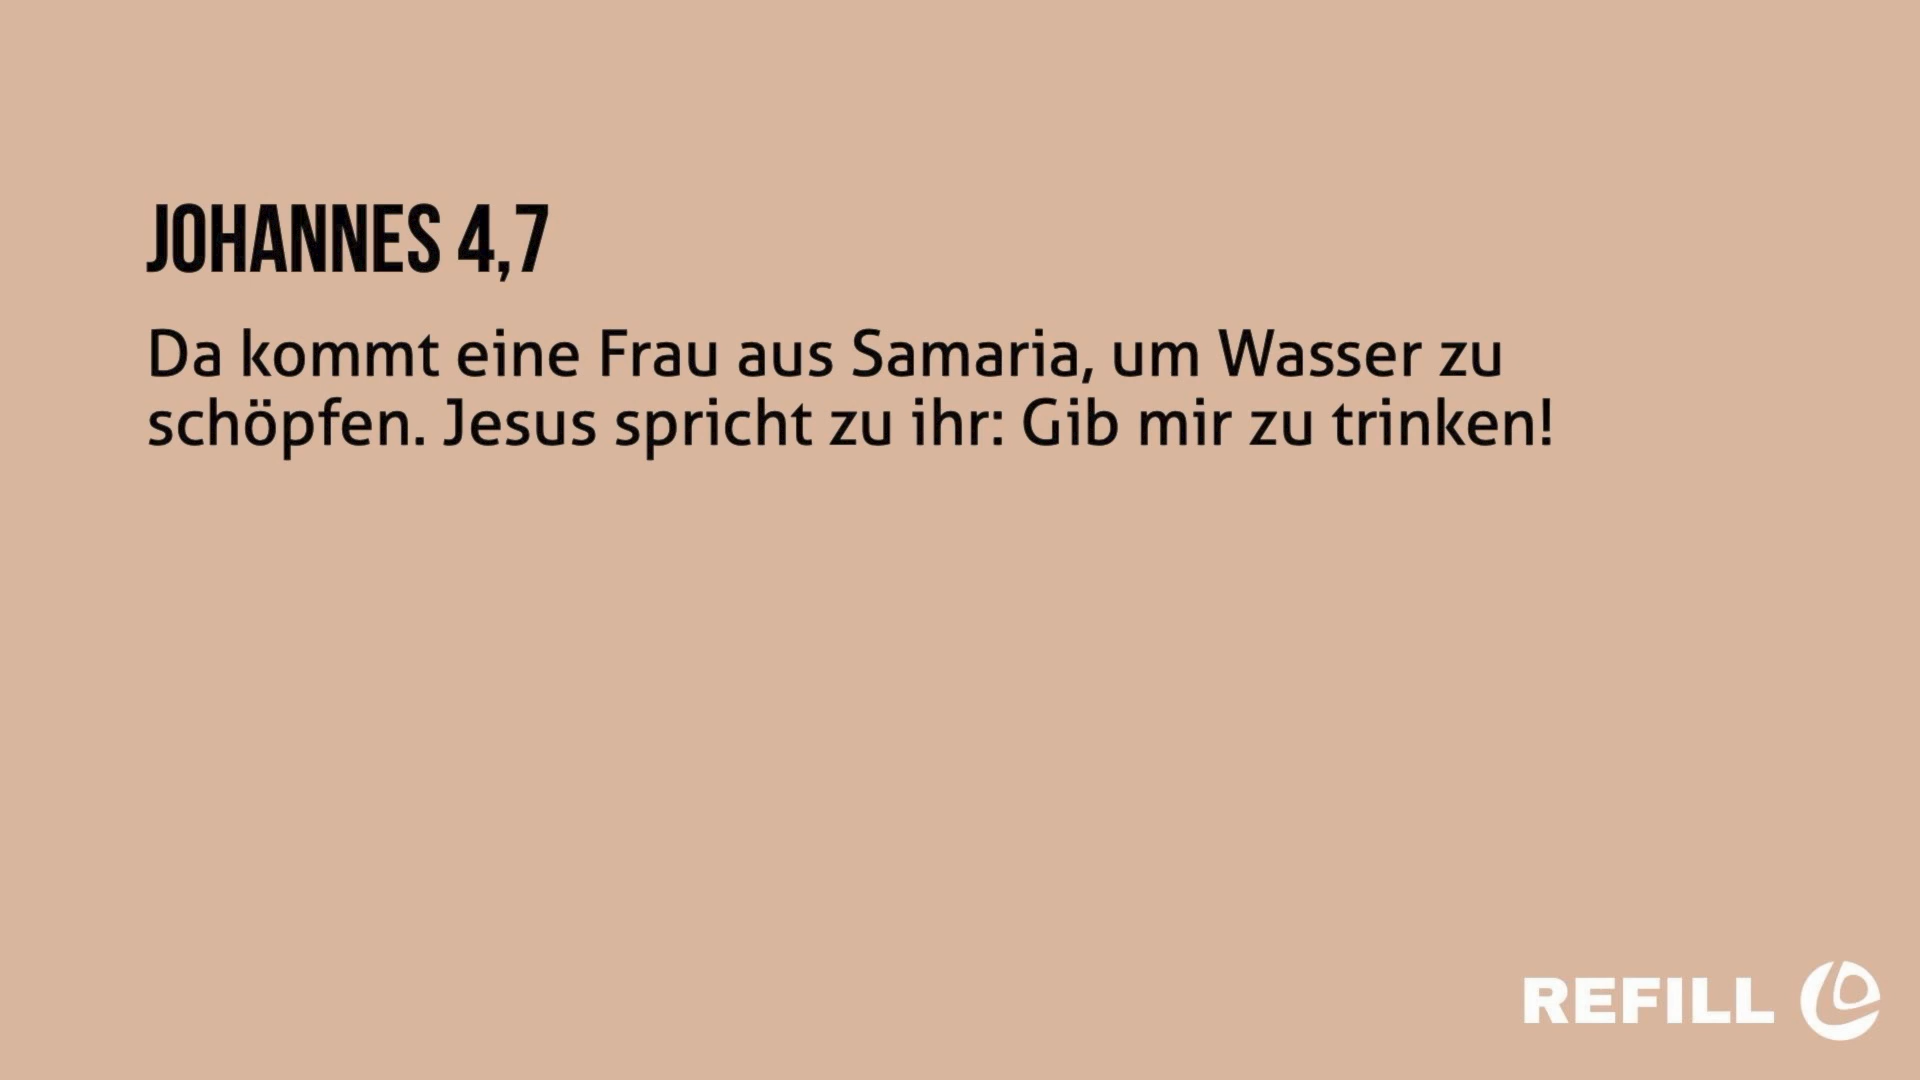 JOHANNES 4,7
Da kommt eine Frau aus Samaria, um Wasser zu
schöpfen. Jesus spricht zu ihr: Gib mir zu trinken!
REFILL